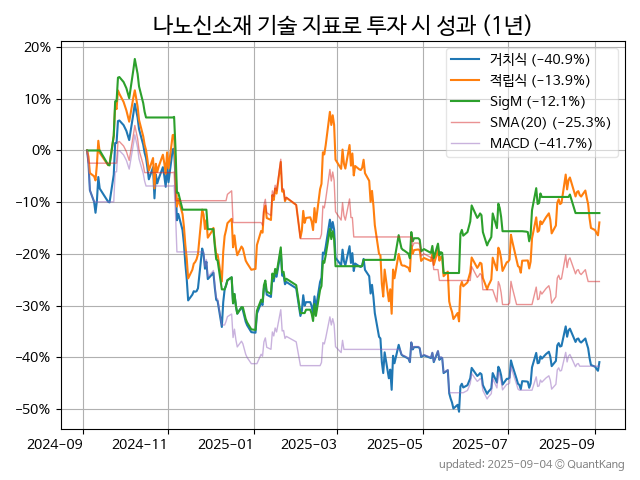 나노신소재 기술 지표로 투자 시 성과 (1년)
거치식 (−40.9%)
적립식 (−13.9%)
SigM (−12.1%)
SMA(20) (−25.3%)
MACD (−41.7%)
20%
10%
0%
−10%
−20%
−30%
−40%
−50%
2024−09 2024−11 2025−01 2025−03 2025−05 2025−07 2025−09
updated: 2025−09−04 © QuantKang